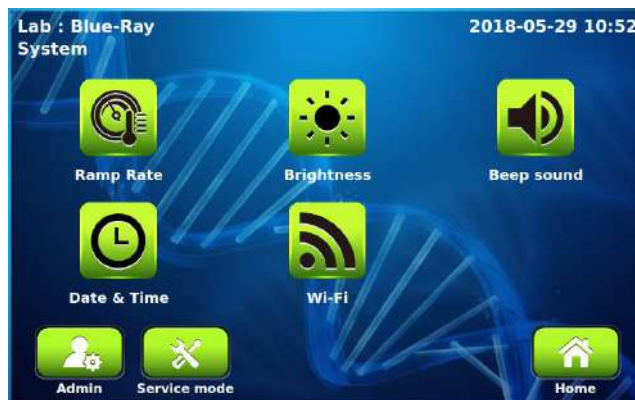 Lab : Blue-Ray
2018-05-29 10:52
System
Ramp Rate
Brightness
Beep sound
Date & Time
Wi-Fi
Admin
Service mode
Home